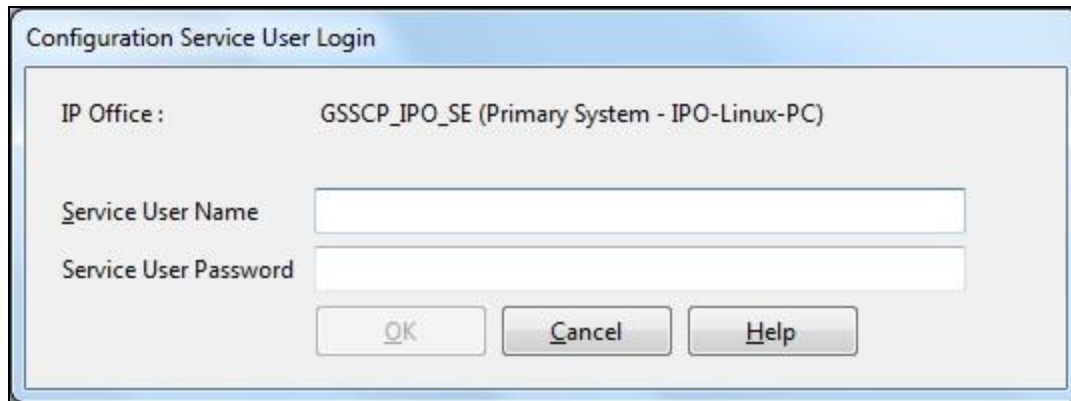 Configuration Service User Login
IP Office : GSSCP_IPO_SE (Primary System - IPO-Linux-PC)
Service User Name
Service User Password
OK Cancel Help